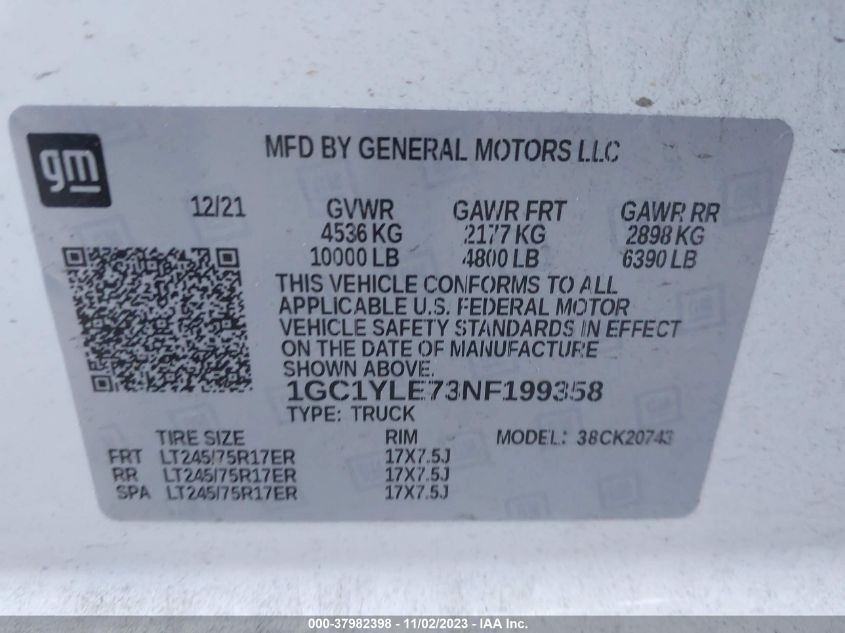 gm
MFD BY GENERAL MOTORS LLC
12/21 GVWR GAWR FRT GAWR RR
4536 KG 2177 KG 2898 KG
10000 LB 4800 LB 6390 LB
THIS VEHICLE CONFORMS TO ALL
APPLICABLE U.S. FEDERAL MOTOR
VEHICLE SAFETY STANDARDS IN EFFECT
ON THE DATE OF MANUFACTURE
SHOWN ABOVE.
1GC1YLE73NF199358
TYPE: TRUCK
TIRE SIZE RIM MODEL: 38CK20743
FRT LT245/75R17ER 17X7.5J
RR LT245/75R17ER 17X7.5J
SPA LT245/75R17ER 17X7.5J
000-37982398 - 11/02/2023 - IAA Inc.